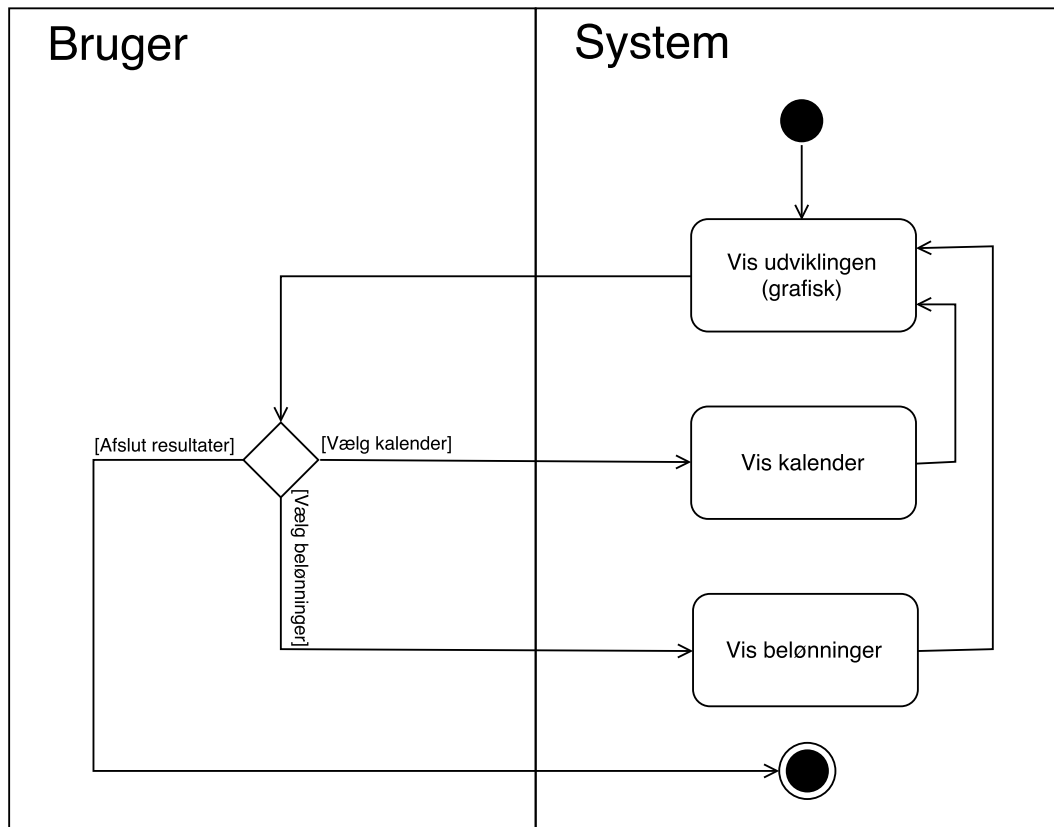 Bruger
System
Vis udviklingen
(grafisk)
[Afslut resultater]
[Vælg kalender]
Vis kalender
[Vælg belønninger]
Vis belønninger